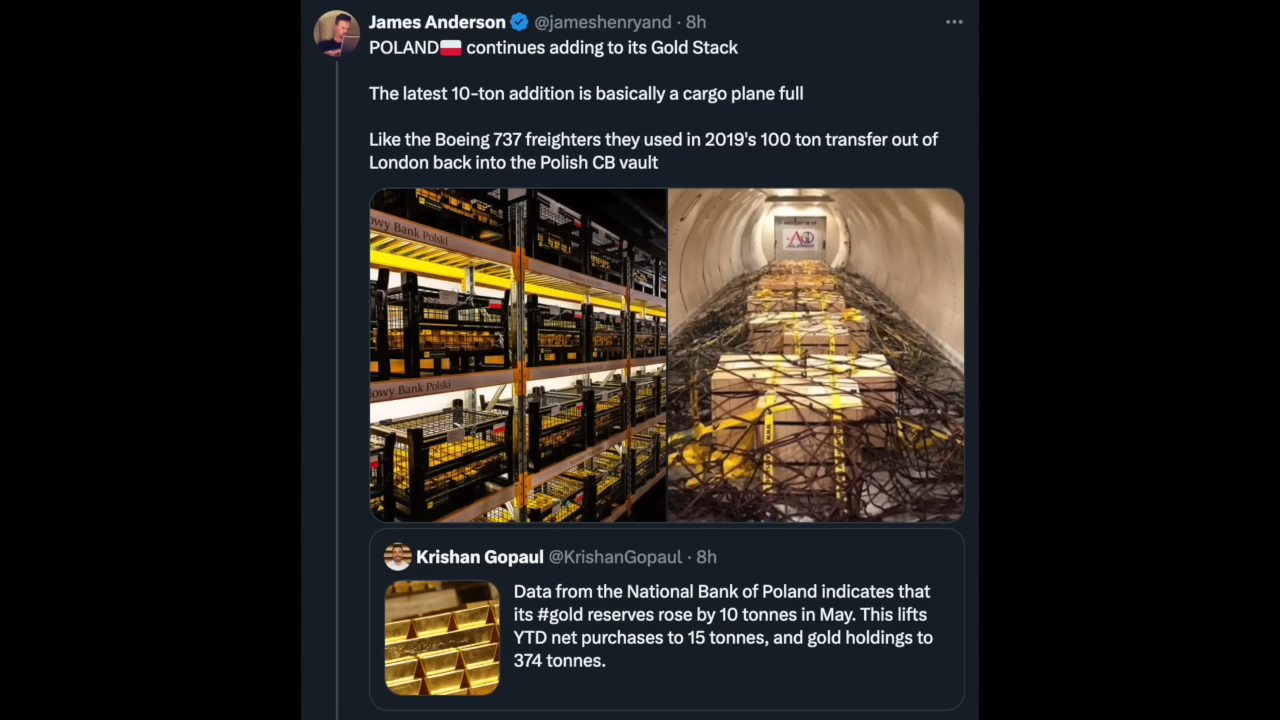 James Anderson @jameshenryand · 8h
POLAND🇵🇱 continues adding to its Gold Stack
The latest 10-ton addition is basically a cargo plane full
Like the Boeing 737 freighters they used in 2019's 100 ton transfer out of
London back into the Polish CB vault
owy Bank Polski
owy Bank Polski
Krishan Gopaul @KrishanGopaul · 8h
Data from the National Bank of Poland indicates that
its #gold reserves rose by 10 tonnes in May. This lifts
YTD net purchases to 15 tonnes, and gold holdings to
374 tonnes.